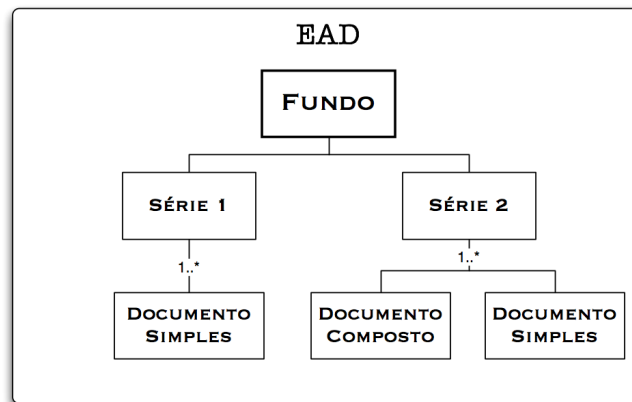 EAD
FUNDO
SÉRIE 1
SÉRIE 2
1..*
1..*
DOCUMENTO
SIMPLES
DOCUMENTO
COMPOSTO
DOCUMENTO
SIMPLES